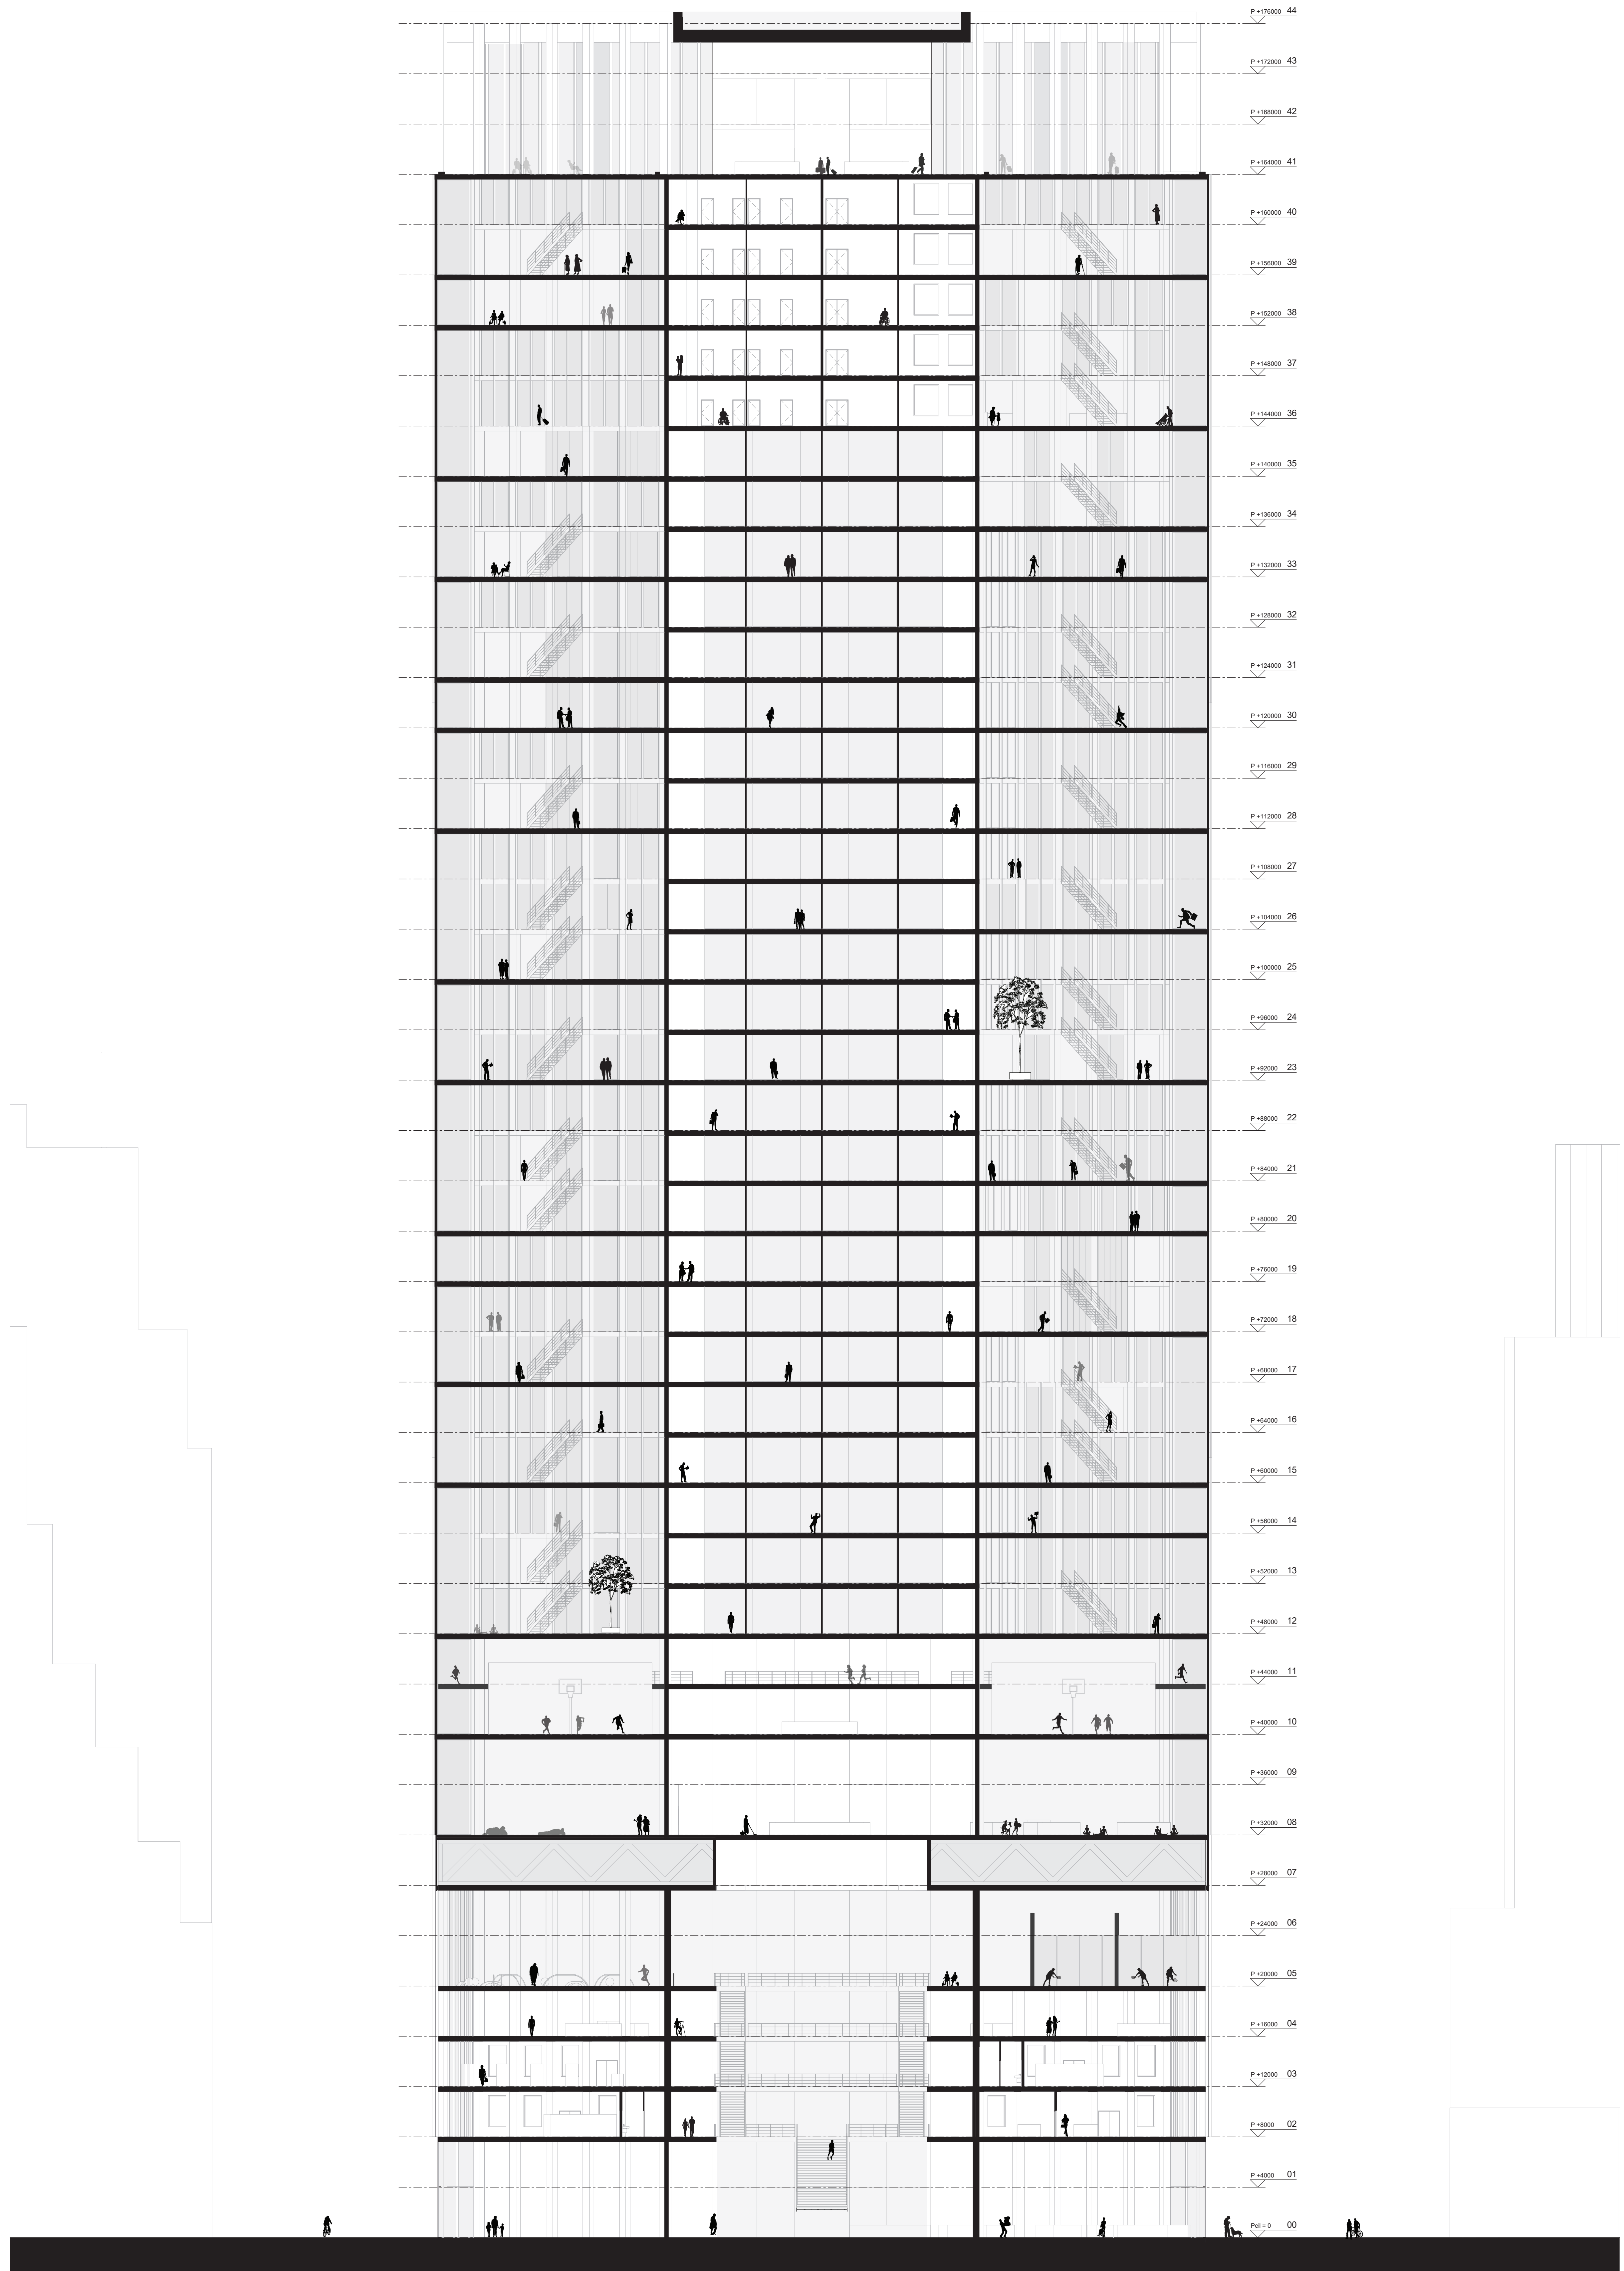 P +176000 44
P +172000 43
P +168000 42
P +164000 41
P +160000 40
P +156000 39
P +152000 38
P +148000 37
P +144000 36
P +140000 35
P +136000 34
P +132000 33
P +128000 32
P +124000 31
P +120000 30
P +116000 29
P +112000 28
P +108000 27
P +104000 26
P +100000 25
P +96000 24
P +92000 23
P +88000 22
P +84000 21
P +80000 20
P +76000 19
P +72000 18
P +68000 17
P +64000 16
P +60000 15
P +56000 14
P +52000 13
P +48000 12
P +44000 11
P +40000 10
P +36000 09
P +32000 08
P +28000 07
P +24000 06
P +20000 05
P +16000 04
P +12000 03
P +8000 02
P +4000 01
Peil = 0 00